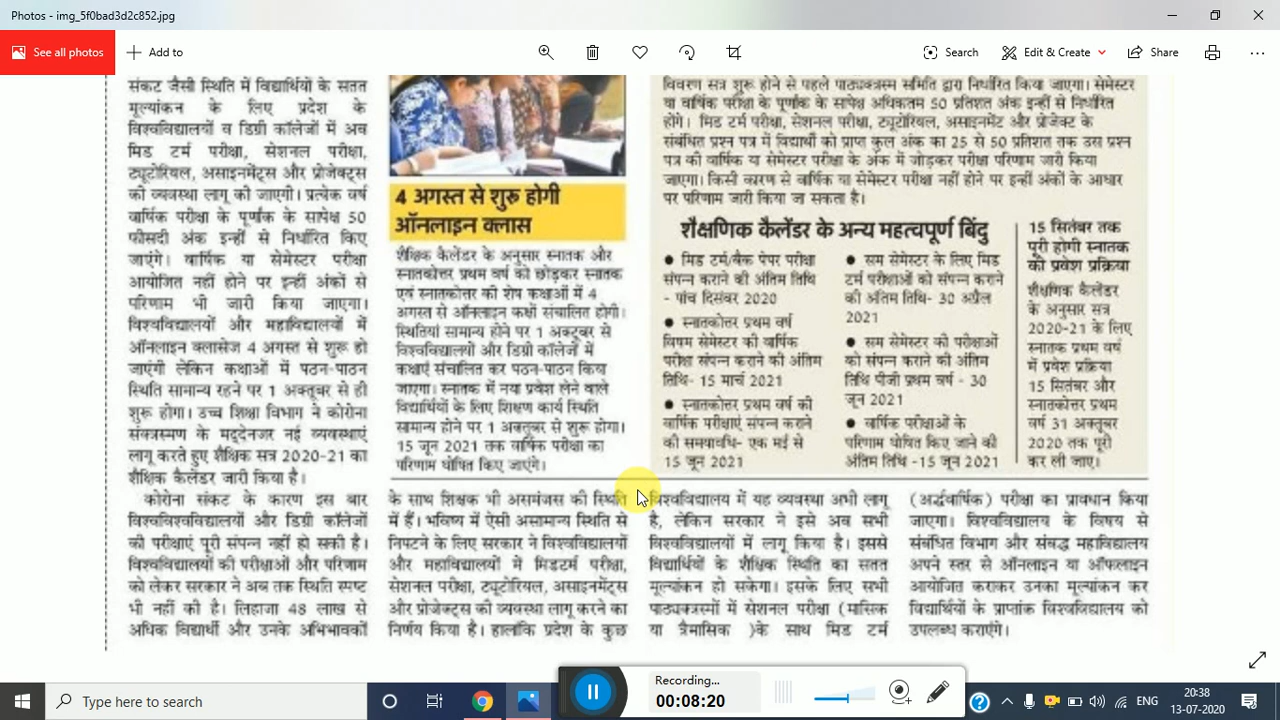 Photos - img_5f0bad3d2c852.jpg
See all photos
Add to
Search
Edit & Create
Share
संकट जैसी स्थिति में विद्यार्थियों के सतत
मूल्यांकन के लिए प्रदेश के
विश्वविद्यालयों व डिग्री कॉलेजों में अब
मिड टर्म परीक्षा, सेशनल परीक्षा,
ट्यूटोरियल, असाइनमेंट्स और प्रोजेक्ट्स
की व्यवस्था लागू की जाएगी। प्रत्येक वर्ष
वार्षिक परीक्षा के पूर्णांक के सापेक्ष 50
फीसदी अंक इन्हीं से निर्धारित किए
जाएंगे। वार्षिक या सेमेस्टर परीक्षा
आयोजित नहीं होने पर इन्हीं अंकों से
परिणाम भी जारी किया जाएगा।
विश्वविद्यालयों और महाविद्यालयों में
ऑनलाइन क्लासेज 4 अगस्त से शुरू हो
जाएंगी लेकिन कक्षाओं में पठन-पाठन
स्थिति सामान्य रहने पर 1 अक्तूबर से ही
शुरू होगा। उच्च शिक्षा विभाग ने कोरोना
संक्रमण के मद्देनजर नई व्यवस्थाएं
लागू करते हुए शैक्षिक सत्र 2020-21 का
शैक्षिक कैलेंडर जारी किया है।
कोरोना संकट के कारण इस बार
विश्वविद्यालयों और डिग्री कॉलेजों
की परीक्षाएं पूरी संपन्न नहीं हो सकी है।
विश्वविद्यालयों की परीक्षाओं और परिणाम
को लेकर सरकार ने अब तक स्थिति स्पष्ट
भी नहीं की है। लिहाजा 48 लाख से
अधिक विद्यार्थी और उनके अभिभावकों
4 अगस्त से शुरू होगी
ऑनलाइन क्लास
शैक्षिक कैलेंडर के अनुसार स्नातक और
स्नातकोत्तर प्रथम वर्ष को छोड़कर स्नातक
एवं स्नातकोत्तर की शेष कक्षाओं में 4
अगस्त से ऑनलाइन कक्षाें संचालित होंगी।
स्थितियां सामान्य होने पर 1 अक्टूबर से
विश्वविद्यालयों और डिग्री कॉलेजों में
कक्षाएं संचालित कर पठन-पाठन किया
जाएगा। स्नातक में नया प्रवेश लेने वाले
विद्यार्थियों के लिए शिक्षण कार्य स्थिति
सामान्य होने पर 1 अक्टूबर से शुरू होगा।
15 जून 2021 तक वार्षिक परीक्षा का
परिणाम घोषित किए जाएंगे।
के साथ शिक्षक भी असमंजस की स्थिति
में हैं। भविष्य में ऐसी असामान्य स्थिति से
निपटने के लिए सरकार ने विश्वविद्यालयों
और महाविद्यालयों में मिडटर्म परीक्षा,
सेशनल परीक्षा, ट्यूटोरियल, असाइनमेंट्स
और प्रोजेक्ट्स की व्यवस्था लागू करने का
निर्णय किया है। हालांकि प्रदेश के कुछ
विवरण सत्र शुरू होने से पहले पाठ्यक्रम समिति द्वारा निर्धारित किया जाएगा। सेमेस्टर
या वार्षिक परीक्षा के पूर्णांक के सापेक्ष अधिकतम 50 प्रतिशत अंक इन्हीं से निर्धारित
होंगे। मिड टर्म परीक्षा, सेशनल परीक्षा, ट्यूटोरियल, असाइनमेंट और प्रोजेक्ट के
संबंधित प्रश्न पत्र में विद्यार्थी को प्राप्त कुल अंक का 25 से 50 प्रतिशत तक उस प्रश्न
पत्र की वार्षिक या सेमेस्टर परीक्षा के अंक में जोड़कर परीक्षा परिणाम जारी किया
जाएगा। किसी कारण से वार्षिक या सेमेस्टर परीक्षा नहीं होने पर इन्हीं अंकों के आधार
पर परिणाम जारी किया जा सकता है।
शैक्षणिक कैलेंडर के अन्य महत्वपूर्ण बिंदु
● मिड टर्म/बैक पेपर परीक्षा
संपन्न कराने की अंतिम तिथि
- पांच दिसंबर 2020
● स्नातकोत्तर प्रथम वर्ष
विषम सेमेस्टर की वार्षिक
परीक्षा संपन्न कराने की अंतिम
तिथि- 15 मार्च 2021
● स्नातकोत्तर प्रथम वर्ष की
वार्षिक परीक्षाएं संपन्न कराने
की समयावधि- एक मई से
15 जून 2021
● सम सेमेस्टर के लिए मिड
टर्म परीक्षाओं को संपन्न कराने
की अंतिम तिथि- 30 अप्रैल
2021
● सम सेमेस्टर की परीक्षाओं
को संपन्न कराने की अंतिम
तिथि पीजी प्रथम वर्ष - 30
जून 2021
● वार्षिक परीक्षाओं के
परिणाम घोषित किए जाने की
अंतिम तिथि -15 जून 2021
15 सितंबर तक
पूरी होगी स्नातक
की प्रवेश प्रक्रिया
शैक्षणिक कैलेंडर
के अनुसार सत्र
2020-21 के लिए
स्नातक प्रथम वर्ष
में प्रवेश प्रक्रिया
15 सितंबर और
स्नातकोत्तर प्रथम
वर्ष 31 अक्तूबर
2020 तक पूरी
कर ली जाए।
विश्वविद्यालय में यह व्यवस्था अभी लागू
है, लेकिन सरकार ने इसे अब सभी
विश्वविद्यालयों में लागू किया है। इससे
विद्यार्थियों के शैक्षिक स्थिति का सतत
मूल्यांकन हो सकेगा। इसके लिए सभी
पाठ्यक्रमों में सेशनल परीक्षा (मासिक
या त्रैमासिक )के साथ मिड टर्म
(अर्द्धवार्षिक) परीक्षा का प्रावधान किया
जाएगा। विश्वविद्यालय के विषय से
संबंधित विभाग और संबद्ध महाविद्यालय
अपने स्तर से ऑनलाइन या ऑफलाइन
आयोजित कराकर उनका मूल्यांकन कर
विद्यार्थियों के प्राप्तांक विश्वविद्यालय को
उपलब्ध कराएंगे।
Recording...
00:08:20
Type here to search
ENG
20:38
13-07-2020